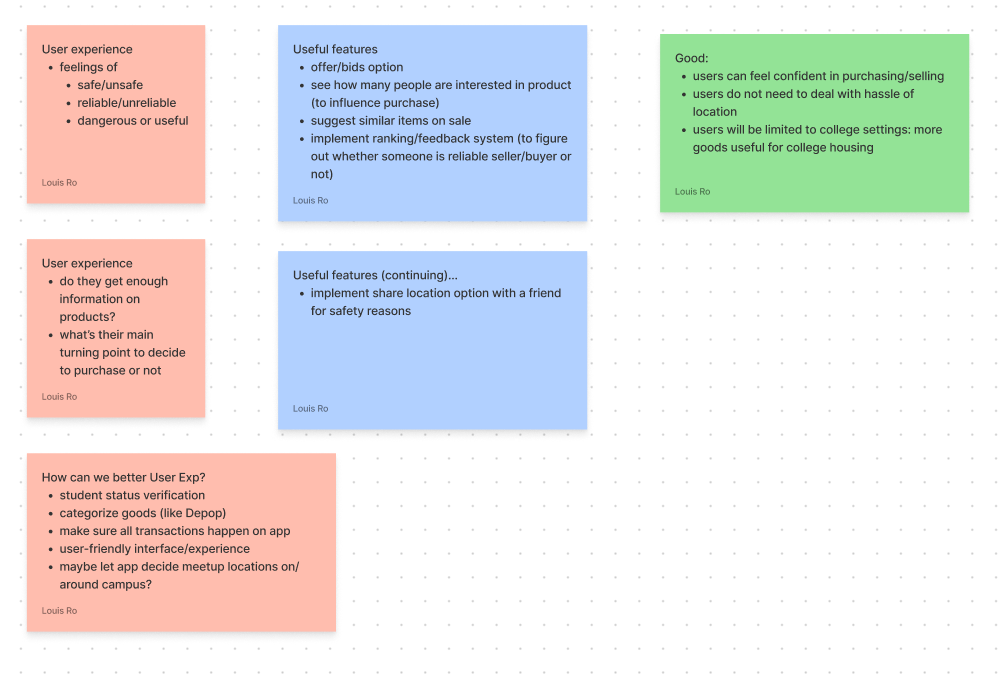 User experience
• feelings of
• safe/unsafe
• reliable/unreliable
• dangerous or useful
Louis Ro
Useful features
• offer/bids option
• see how many people are interested in product
(to influence purchase)
• suggest similar items on sale
• implement ranking/feedback system (to figure
out whether someone is reliable seller/buyer or
not)
Louis Ro
Good:
• users can feel confident in purchasing/selling
• users do not need to deal with hassle of
location
• users will be limited to college settings: more
goods useful for college housing
Louis Ro
User experience
• do they get enough
information on
products?
• what's their main
turning point to decide
to purchase or not
Louis Ro
Useful features (continuing)...
• implement share location option with a friend
for safety reasons
Louis Ro
How can we better User Exp?
• student status verification
• categorize goods (like Depop)
• make sure all transactions happen on app
• user-friendly interface/experience
• maybe let app decide meetup locations on/
around campus?
Louis Ro